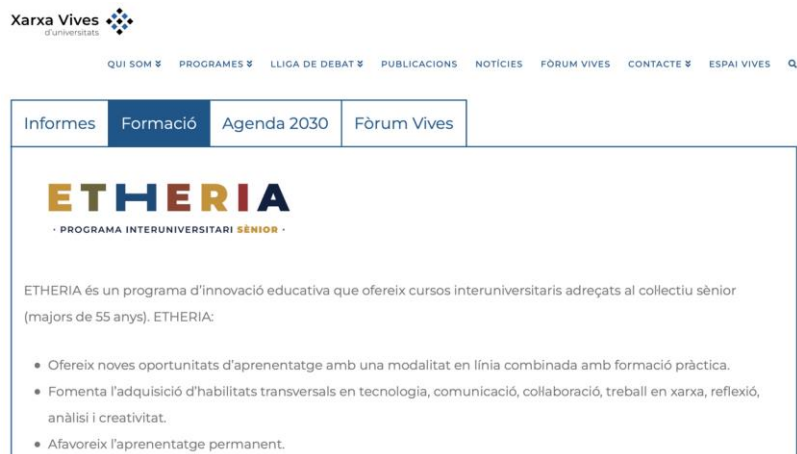 Xarxa Vives
d'universitats
QUI SOM PROGRAMES LLIGA DE DEBAT PUBLICACIONS NOTÍCIES FÒRUM VIVES CONTACTE ESPAI VIVES
Informes Formació Agenda 2030 Fòrum Vives
ETHERIA
· PROGRAMA INTERUNIVERSITARI SÈNIOR ·
ETHERIA és un programa d'innovació educativa que ofereix cursos interuniversitaris adreçats al col·lectiu sènior
(majors de 55 anys). ETHERIA:
• Ofereix noves oportunitats d'aprenentatge amb una modalitat en línia combinada amb formació pràctica.
• Fomenta l'adquisició d'habilitats transversals en tecnologia, comunicació, col·laboració, treball en xarxa, reflexió,
anàlisi i creativitat.
• Afavoreix l'aprenentatge permanent.